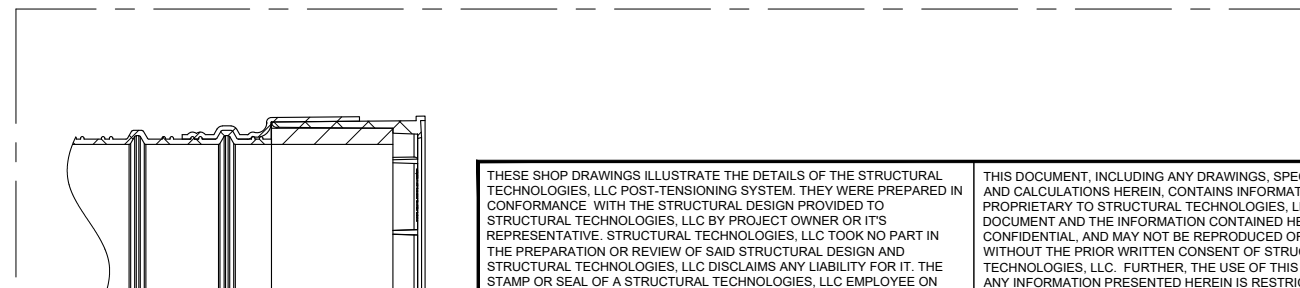 THESE SHOP DRAWINGS ILLUSTRATE THE DETAILS OF THE STRUCTURAL
TECHNOLOGIES, LLC POST-TENSIONING SYSTEM. THEY WERE PREPARED IN
CONFORMANCE WITH THE STRUCTURAL DESIGN PROVIDED TO
STRUCTURAL TECHNOLOGIES, LLC BY PROJECT OWNER OR IT'S
REPRESENTATIVE. STRUCTURAL TECHNOLOGIES, LLC TOOK NO PART IN
THE PREPARATION OR REVIEW OF SAID STRUCTURAL DESIGN AND
STRUCTURAL TECHNOLOGIES, LLC DISCLAIMS ANY LIABILITY FOR IT. THE
STAMP OR SEAL OF A STRUCTURAL TECHNOLOGIES, LLC EMPLOYEE ON
THIS DOCUMENT, INCLUDING ANY DRAWINGS,
AND CALCULATIONS HEREIN, CONTAINS
PROPRIETARY TO STRUCTURAL TECHNOLOGIES,
DOCUMENT AND THE INFORMATION CONTAINED
CONFIDENTIAL, AND MAY NOT BE REPRODUCED
WITHOUT THE PRIOR WRITTEN CONSENT OF
TECHNOLOGIES, LLC. FURTHER, THE USE OF THIS
ANY INFORMATION PRESENTED HEREIN IS